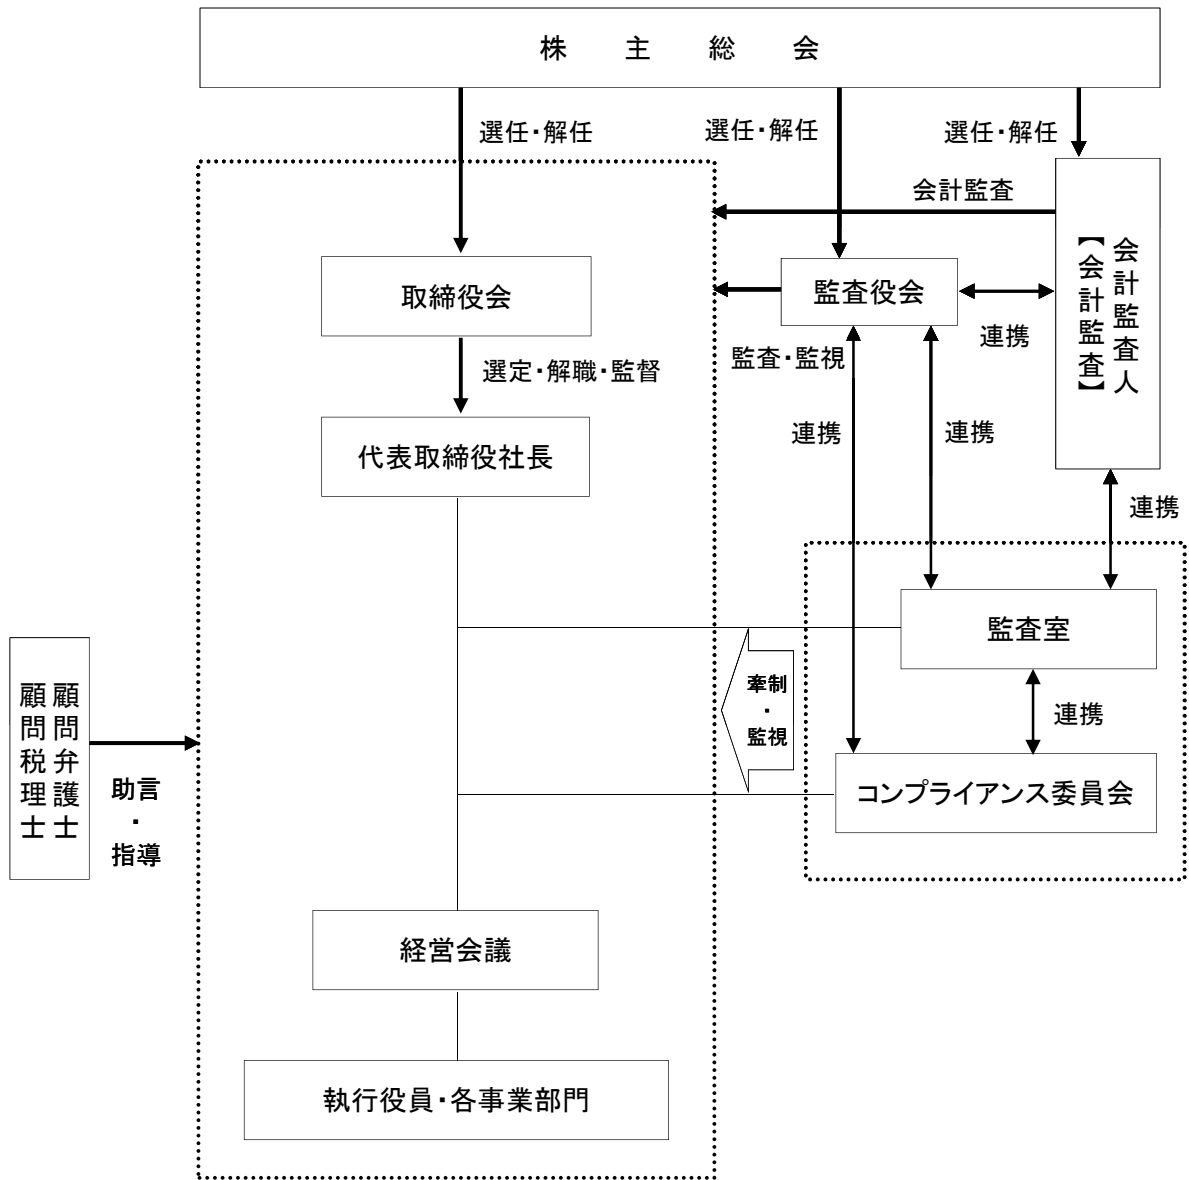 株主総会
選任・解任
選任・解任
選任・解任
会計監査
会計監査人
【会計監査】
取締役会
監査役会
連携
選定・解職・監督
監査・監視
代表取締役社長
連携
連携
連携
監査室
顧問弁護士
顧問税理士
牽制
・
監視
連携
助言
・
指導
コンプライアンス委員会
経営会議
執行役員・各事業部門